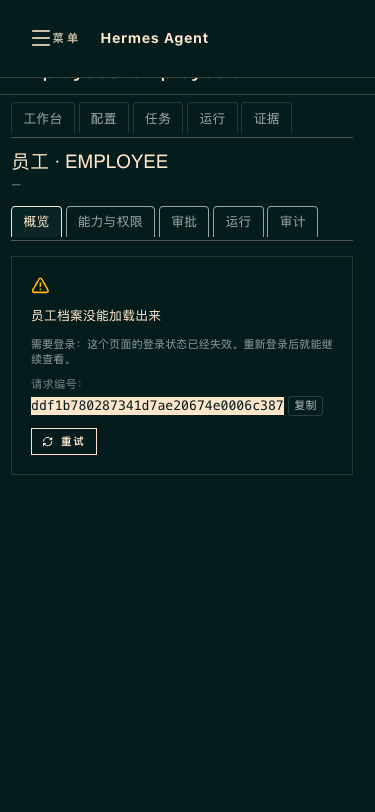 菜单 Hermes Agent
工作台 配置 任务 运行 证据
员工 · EMPLOYEE
—
概览 能力与权限 审批 运行 审计
员工档案没能加载出来
需要登录：这个页面的登录状态已经失效。重新登录后就能继续查看。
请求编号：
ddf1b780287341d7ae20674e0006c387 复制
重试